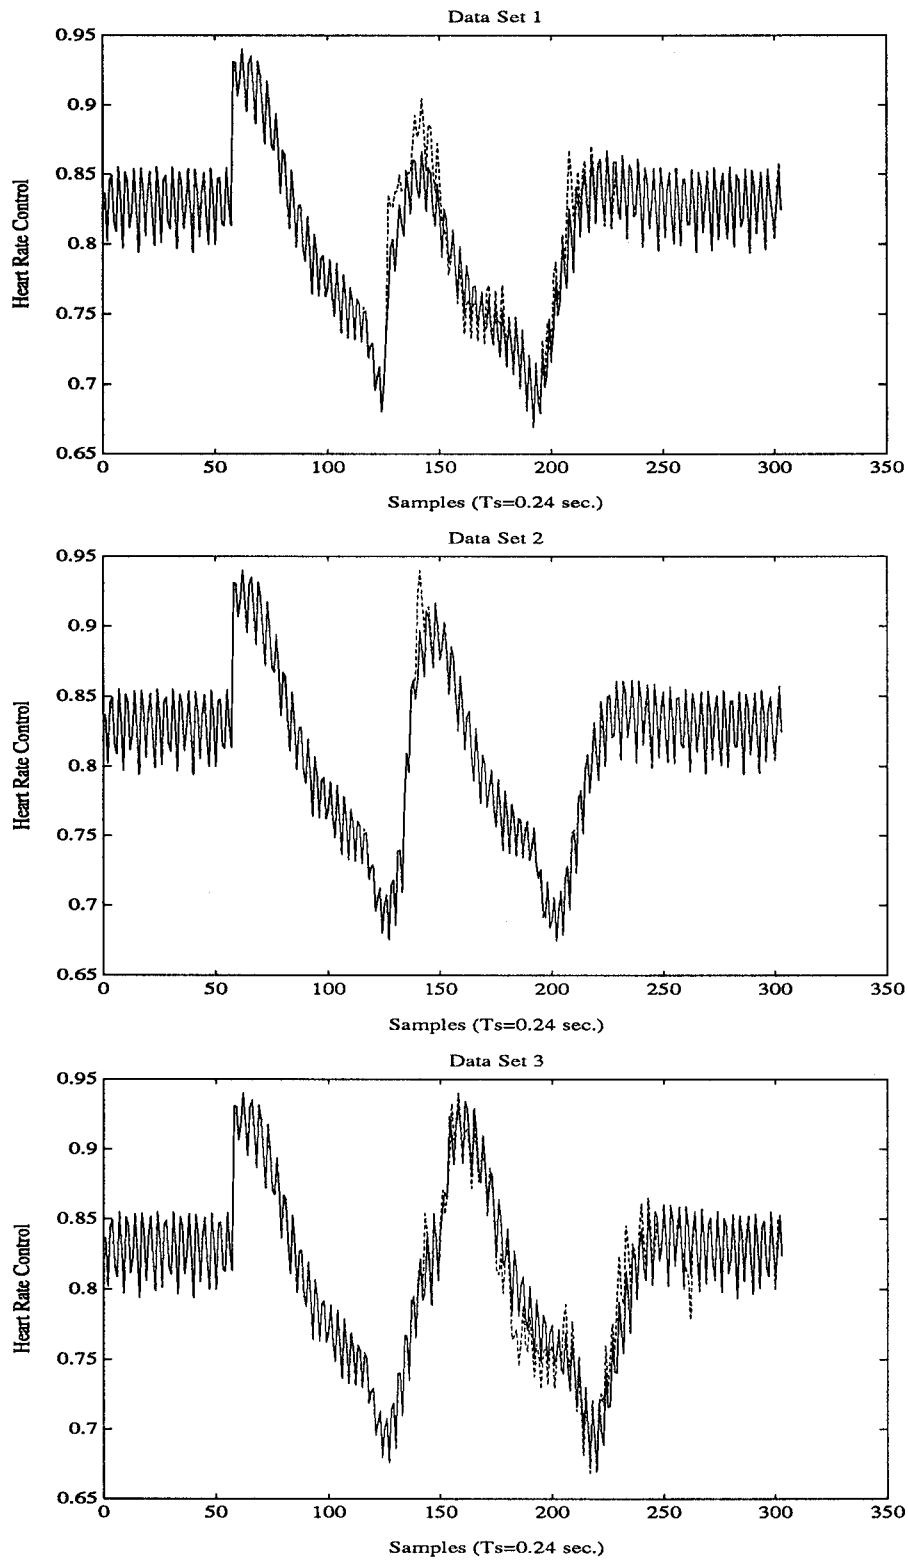 Data Set 1
0.95
0.9
0.85
0.8
0.75
0.7
0.65
Heart Rate Control
0 50 100 150 200 250 300 350
Samples (Ts=0.24 sec.)
Data Set 2
0.95
0.9
0.85
0.8
0.75
0.7
0.65
Heart Rate Control
0 50 100 150 200 250 300 350
Samples (Ts=0.24 sec.)
Data Set 3
0.95
0.9
0.85
0.8
0.75
0.7
0.65
Heart Rate Control
0 50 100 150 200 250 300 350
Samples (Ts=0.24 sec.)